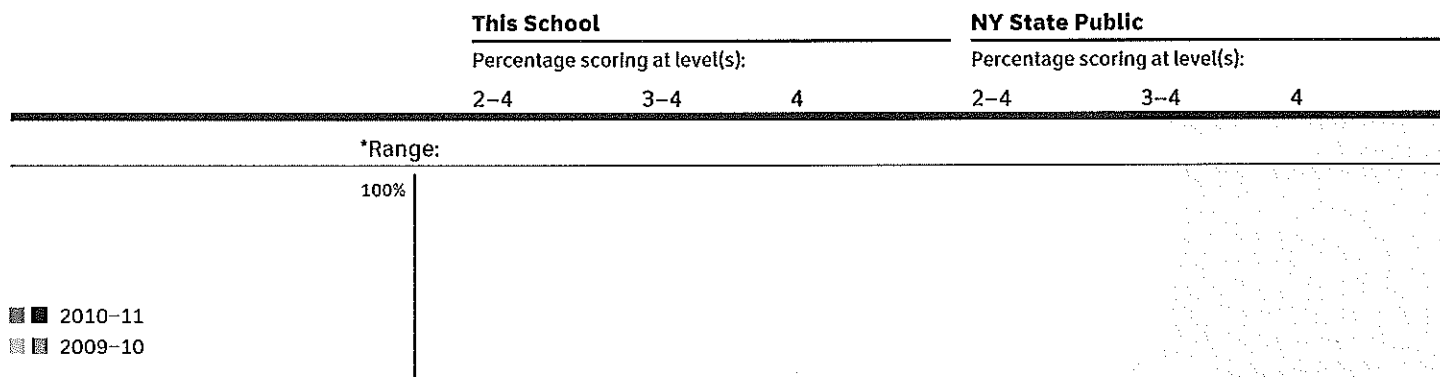 This School NY State Public
Percentage scoring at level(s): Percentage scoring at level(s):
2–4 3–4 4 2–4 3–4 4
*Range:
100%
2010–11
2009–10